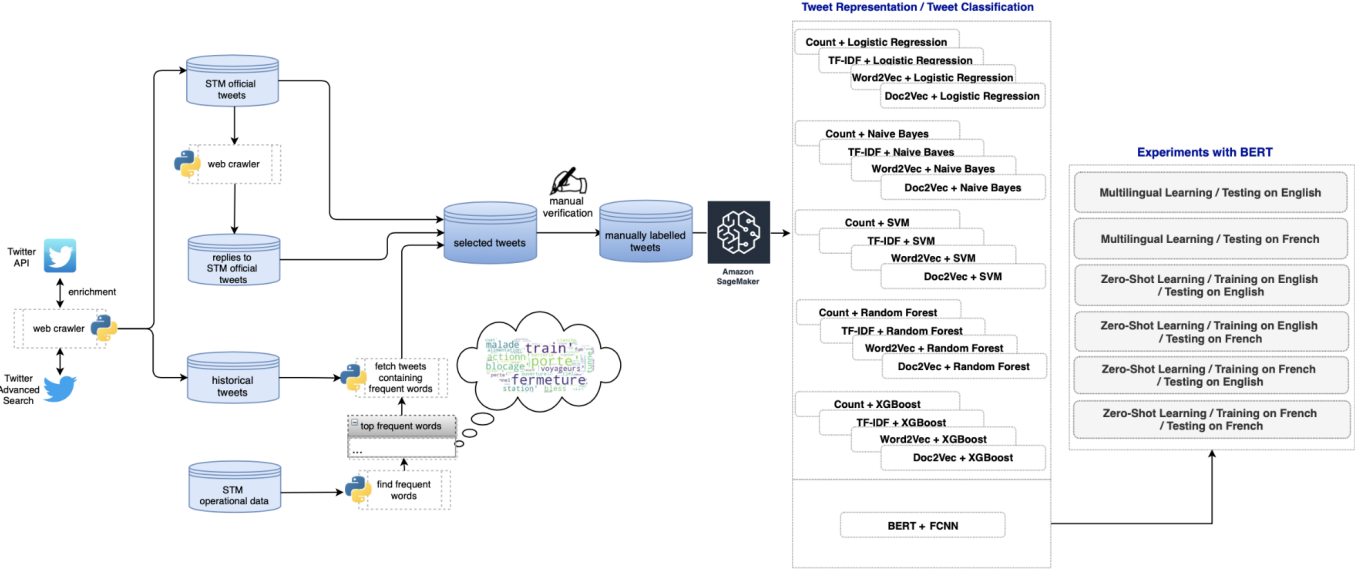 Tweet Representation / Tweet Classification
STM official
tweets
web crawler
replies to
STM official
tweets
Twitter
API
enrichment
web crawler
Twitter
Advanced
Search
historical
tweets
STM
operational data
find frequent
words
top frequent words
...
fetch tweets
containing
frequent words
malade
train'
actionn
porte'
blocage
voyageurs'
tunnel
fermeture
station'
bless
selected tweets
manual
verification
manually labelled
tweets
Amazon
SageMaker
Count + Logistic Regression
TF-IDF + Logistic Regression
Word2Vec + Logistic Regression
Doc2Vec + Logistic Regression
Count + Naive Bayes
TF-IDF + Naive Bayes
Word2Vec + Naive Bayes
Doc2Vec + Naive Bayes
Count + SVM
TF-IDF + SVM
Word2Vec + SVM
Doc2Vec + SVM
Count + Random Forest
TF-IDF + Random Forest
Word2Vec + Random Forest
Doc2Vec + Random Forest
Count + XGBoost
TF-IDF + XGBoost
Word2Vec + XGBoost
Doc2Vec + XGBoost
BERT + FCNN
Experiments with BERT
Multilingual Learning / Testing on English
Multilingual Learning / Testing on French
Zero-Shot Learning / Training on English
/ Testing on English
Zero-Shot Learning / Training on English
/ Testing on French
Zero-Shot Learning / Training on French
/ Testing on English
Zero-Shot Learning / Training on French
/ Testing on French